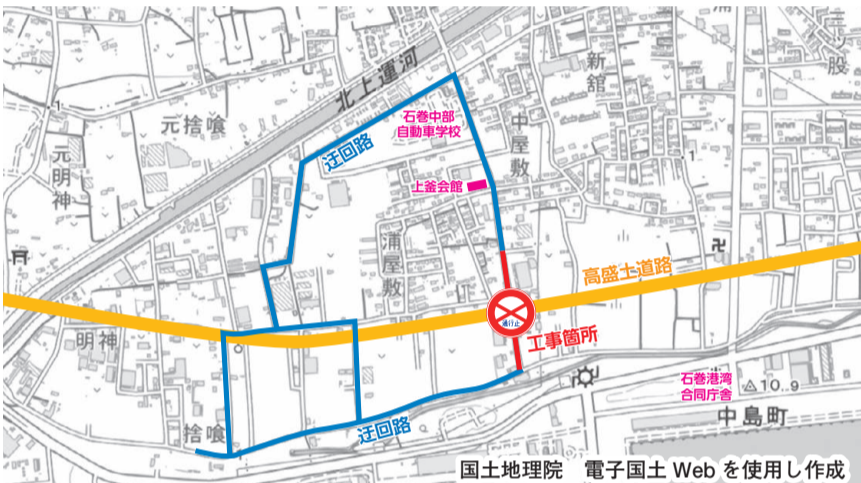 北上運河
三ツ股
新舘
元捨喰
石巻中部
自動車学校
中屋敷
迂回路
元明神
上釜会館
浦屋敷
高盛土道路
通行止
工事箇所
明神
石巻港湾
合同庁舎
10.9
中島町
捨喰
迂回路
国土地理院 電子国土 Web を使用し作成